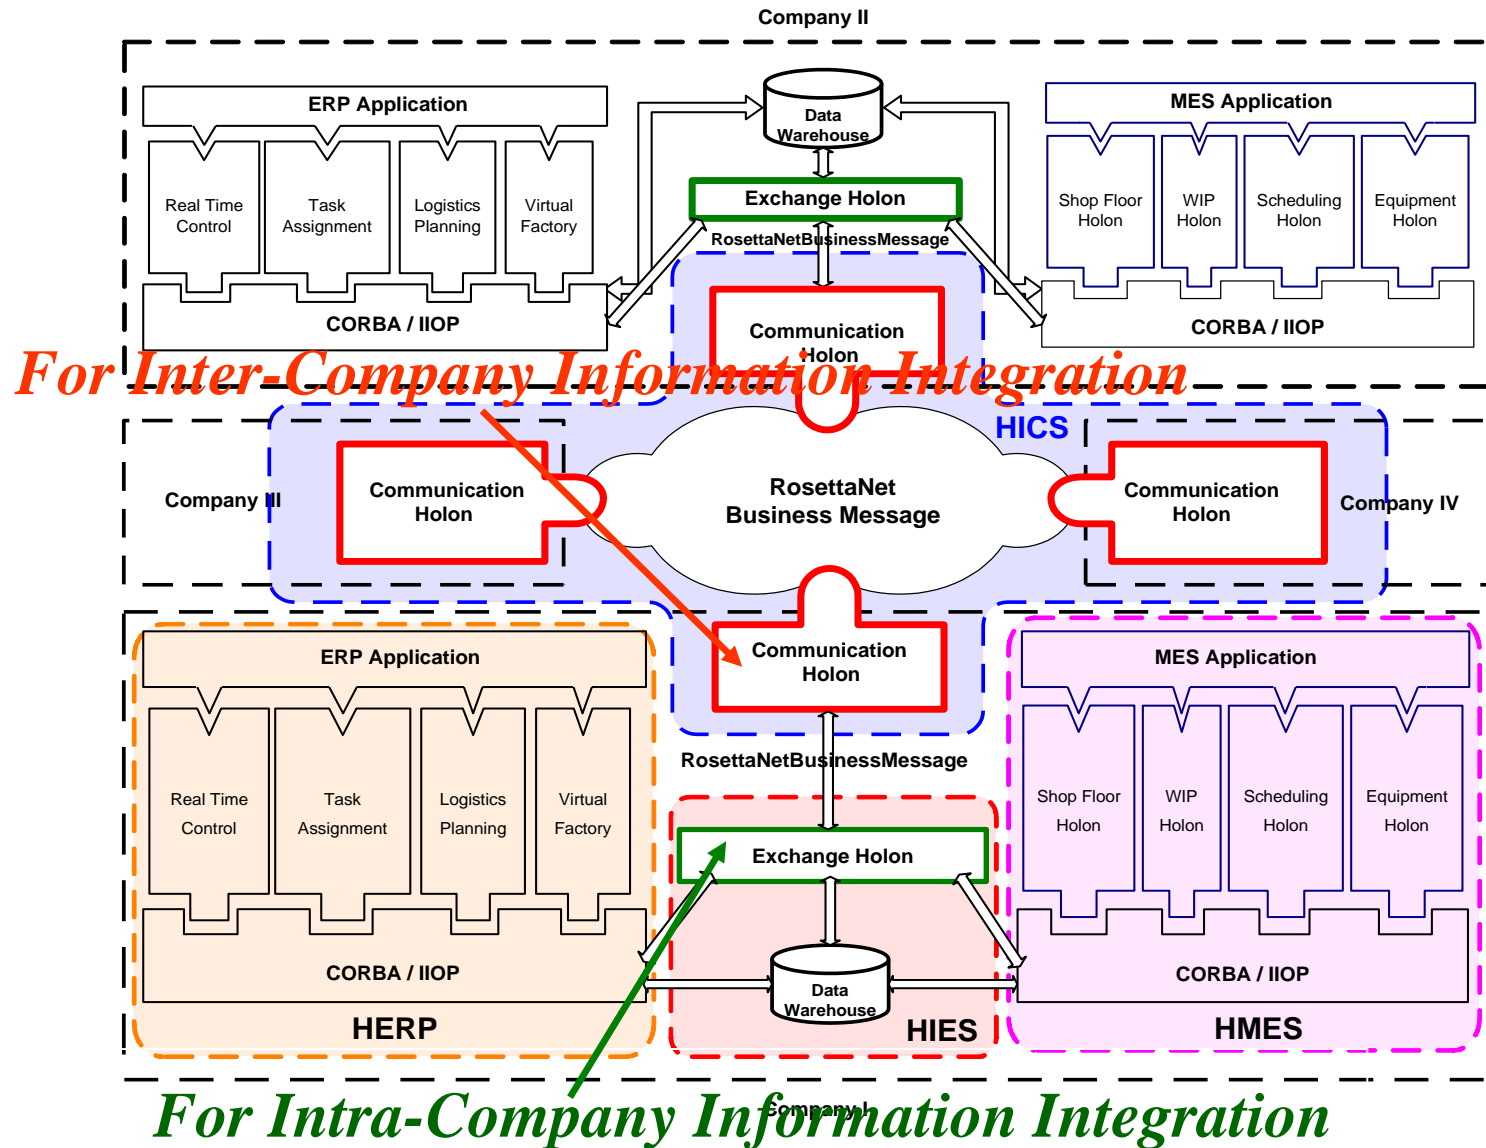 Company II
ERP Application
Data
Warehouse
MES Application
Real Time
Control
Task
Assignment
Logistics
Planning
Virtual
Factory
Exchange Holon
RosettaNetBusinessMessage
Shop Floor
Holon
WIP
Holon
Scheduling
Holon
Equipment
Holon
CORBA / IIOP
Communication
Holon
CORBA / IIOP
For Inter-Company Information Integration
HICS
Company III
Communication
Holon
RosettaNet
Business Message
Communication
Holon
Company IV
Communication
Holon
ERP Application
MES Application
RosettaNetBusinessMessage
Real Time
Control
Task
Assignment
Logistics
Planning
Virtual
Factory
Exchange Holon
Shop Floor
Holon
WIP
Holon
Scheduling
Holon
Equipment
Holon
CORBA / IIOP
Data
Warehouse
CORBA / IIOP
HERP
HIES
HMES
Company I
For Intra-Company Information Integration